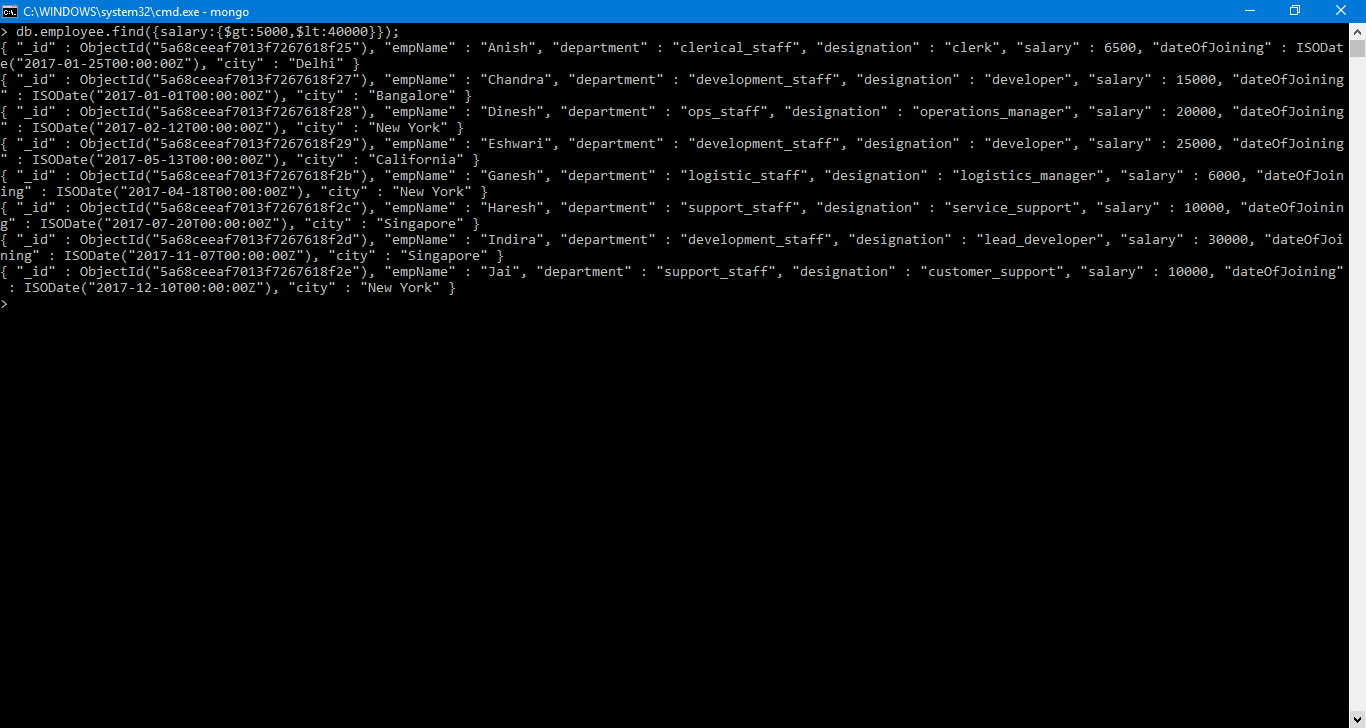 C:\WINDOWS\system32\cmd.exe - mongo
> db.employee.find({salary:{$gt:5000,$lt:40000}});
{ "_id" : ObjectId("5a68ceeaf7013f7267618f25"), "empName" : "Anish", "department" : "clerical_staff", "designation" : "clerk", "salary" : 6500, "dateOfJoining" : ISODat
e("2017-01-25T00:00:00Z"), "city" : "Delhi" }
{ "_id" : ObjectId("5a68ceeaf7013f7267618f27"), "empName" : "Chandra", "department" : "development_staff", "designation" : "developer", "salary" : 15000, "dateOfJoining
" : ISODate("2017-01-01T00:00:00Z"), "city" : "Bangalore" }
{ "_id" : ObjectId("5a68ceeaf7013f7267618f28"), "empName" : "Dinesh", "department" : "ops_staff", "designation" : "operations_manager", "salary" : 20000, "dateOfJoining
" : ISODate("2017-02-12T00:00:00Z"), "city" : "New York" }
{ "_id" : ObjectId("5a68ceeaf7013f7267618f29"), "empName" : "Eshwari", "department" : "development_staff", "designation" : "developer", "salary" : 25000, "dateOfJoining
" : ISODate("2017-05-13T00:00:00Z"), "city" : "California" }
{ "_id" : ObjectId("5a68ceeaf7013f7267618f2b"), "empName" : "Ganesh", "department" : "logistic_staff", "designation" : "logistics_manager", "salary" : 6000, "dateOfJoin
ing" : ISODate("2017-04-18T00:00:00Z"), "city" : "New York" }
{ "_id" : ObjectId("5a68ceeaf7013f7267618f2c"), "empName" : "Haresh", "department" : "support_staff", "designation" : "service_support", "salary" : 10000, "dateOfJoinin
g" : ISODate("2017-07-20T00:00:00Z"), "city" : "Singapore" }
{ "_id" : ObjectId("5a68ceeaf7013f7267618f2d"), "empName" : "Indira", "department" : "development_staff", "designation" : "lead_developer", "salary" : 30000, "dateOfJoi
ning" : ISODate("2017-11-07T00:00:00Z"), "city" : "Singapore" }
{ "_id" : ObjectId("5a68ceeaf7013f7267618f2e"), "empName" : "Jai", "department" : "support_staff", "designation" : "customer_support", "salary" : 10000, "dateOfJoining"
 : ISODate("2017-12-10T00:00:00Z"), "city" : "New York" }
>